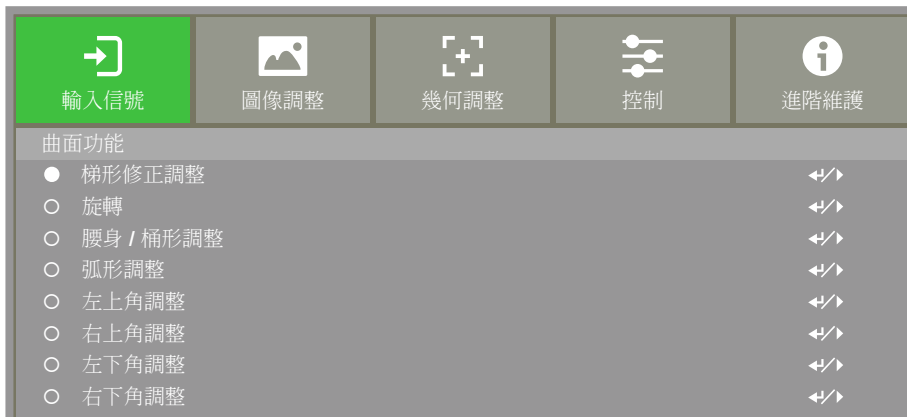 輸入信號
圖像調整
幾何調整
控制
進階維護
曲面功能
梯形修正調整
旋轉
腰身 / 桶形調整
弧形調整
左上角調整
右上角調整
左下角調整
右下角調整